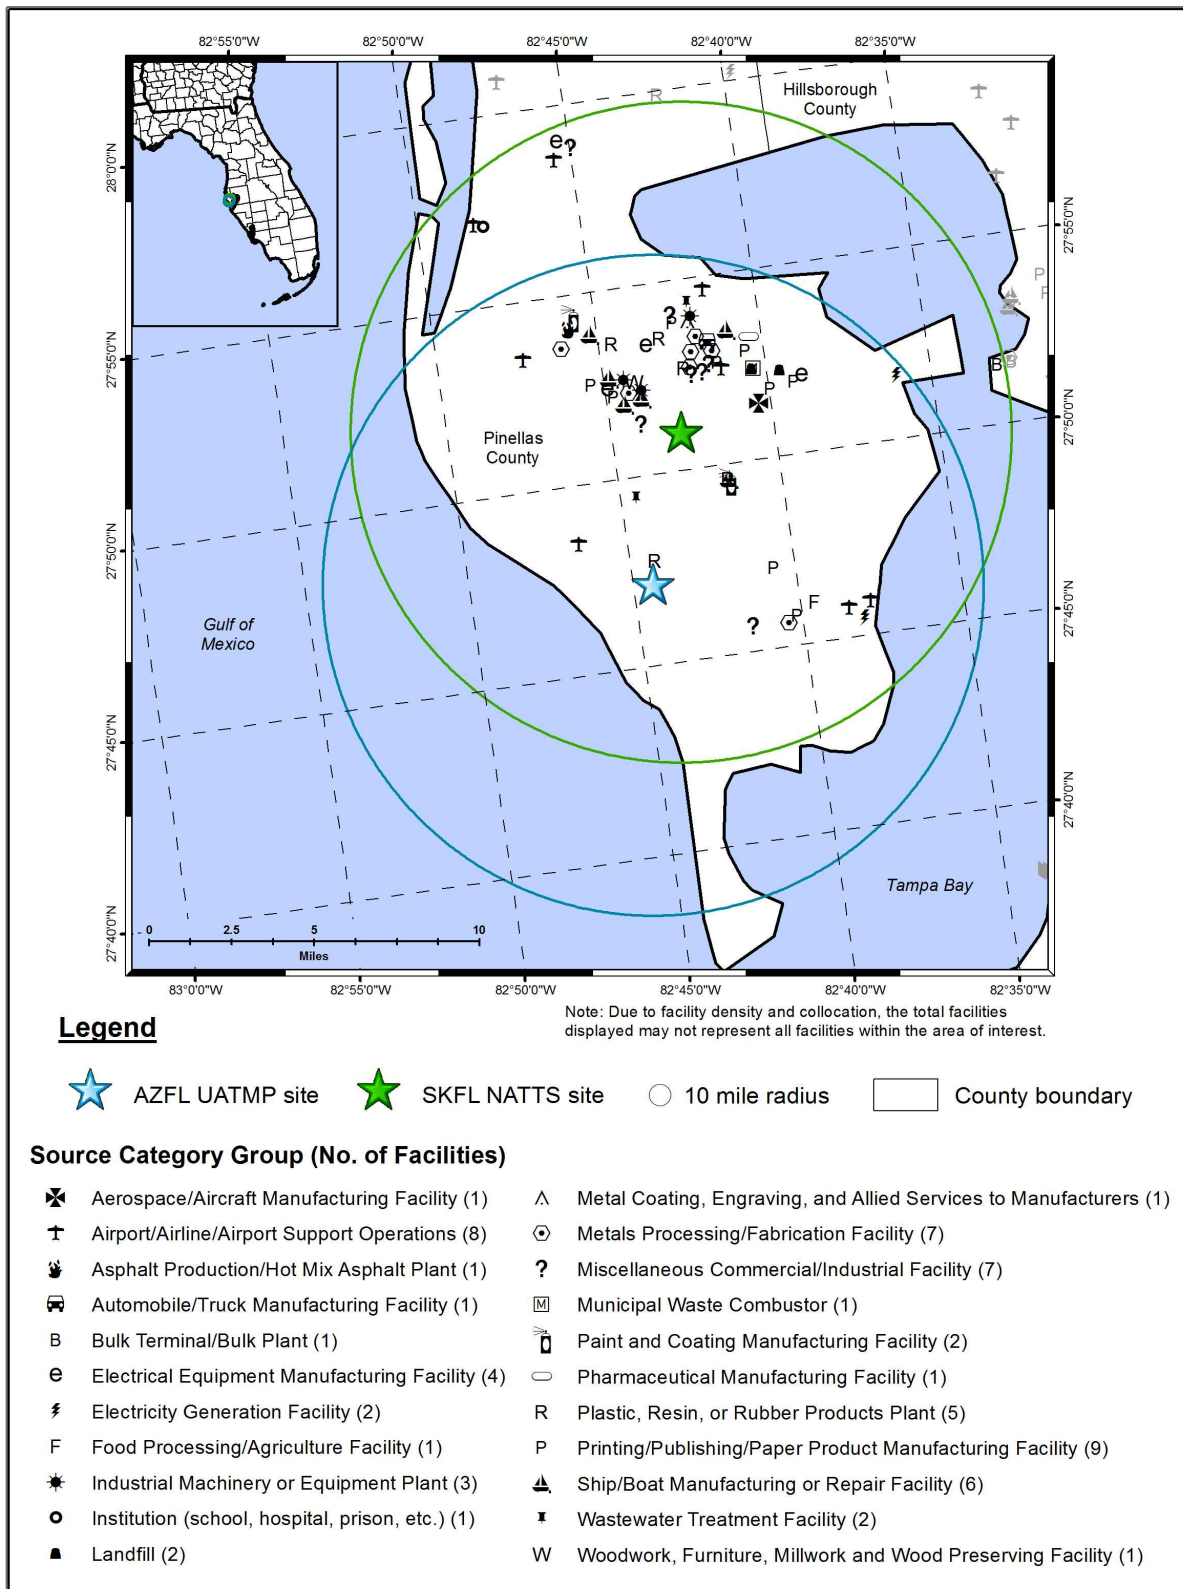 82°55'0"W 82°50'0"W 82°45'0"W 82°40'0"W 82°35'0"W
Hillsborough
County
28°0'0"N
27°55'0"N
27°55'0"N
27°50'0"N
Pinellas
County
27°50'0"N
27°45'0"N
Gulf of
Mexico
27°45'0"N
27°40'0"N
Tampa Bay
27°40'0"N
0 2.5 5 10
Miles
83°0'0"W 82°55'0"W 82°50'0"W 82°45'0"W 82°40'0"W 82°35'0"W
Note: Due to facility density and collocation, the total facilities
displayed may not represent all facilities within the area of interest.
Legend
AZFL UATMP site SKFL NATTS site 10 mile radius County boundary
Source Category Group (No. of Facilities)
Aerospace/Aircraft Manufacturing Facility (1)
Airport/Airline/Airport Support Operations (8)
Asphalt Production/Hot Mix Asphalt Plant (1)
Automobile/Truck Manufacturing Facility (1)
B Bulk Terminal/Bulk Plant (1)
e Electrical Equipment Manufacturing Facility (4)
Electricity Generation Facility (2)
F Food Processing/Agriculture Facility (1)
Industrial Machinery or Equipment Plant (3)
Institution (school, hospital, prison, etc.) (1)
Landfill (2)
Metal Coating, Engraving, and Allied Services to Manufacturers (1)
Metals Processing/Fabrication Facility (7)
? Miscellaneous Commercial/Industrial Facility (7)
M Municipal Waste Combustor (1)
Paint and Coating Manufacturing Facility (2)
Pharmaceutical Manufacturing Facility (1)
R Plastic, Resin, or Rubber Products Plant (5)
P Printing/Publishing/Paper Product Manufacturing Facility (9)
Ship/Boat Manufacturing or Repair Facility (6)
Wastewater Treatment Facility (2)
W Woodwork, Furniture, Millwork and Wood Preserving Facility (1)